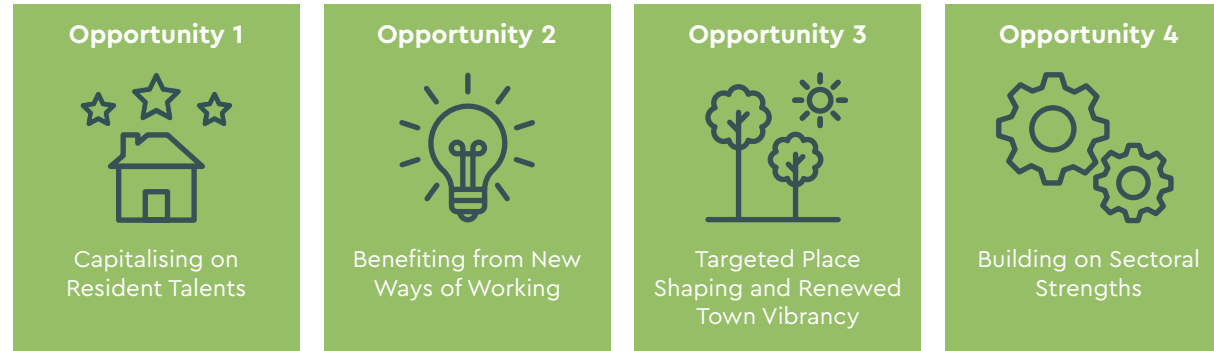 Opportunity 1
Capitalising on
Resident Talents
Opportunity 2
Benefiting from New
Ways of Working
Opportunity 3
Targeted Place
Shaping and Renewed
Town Vibrancy
Opportunity 4
Building on Sectoral
Strengths